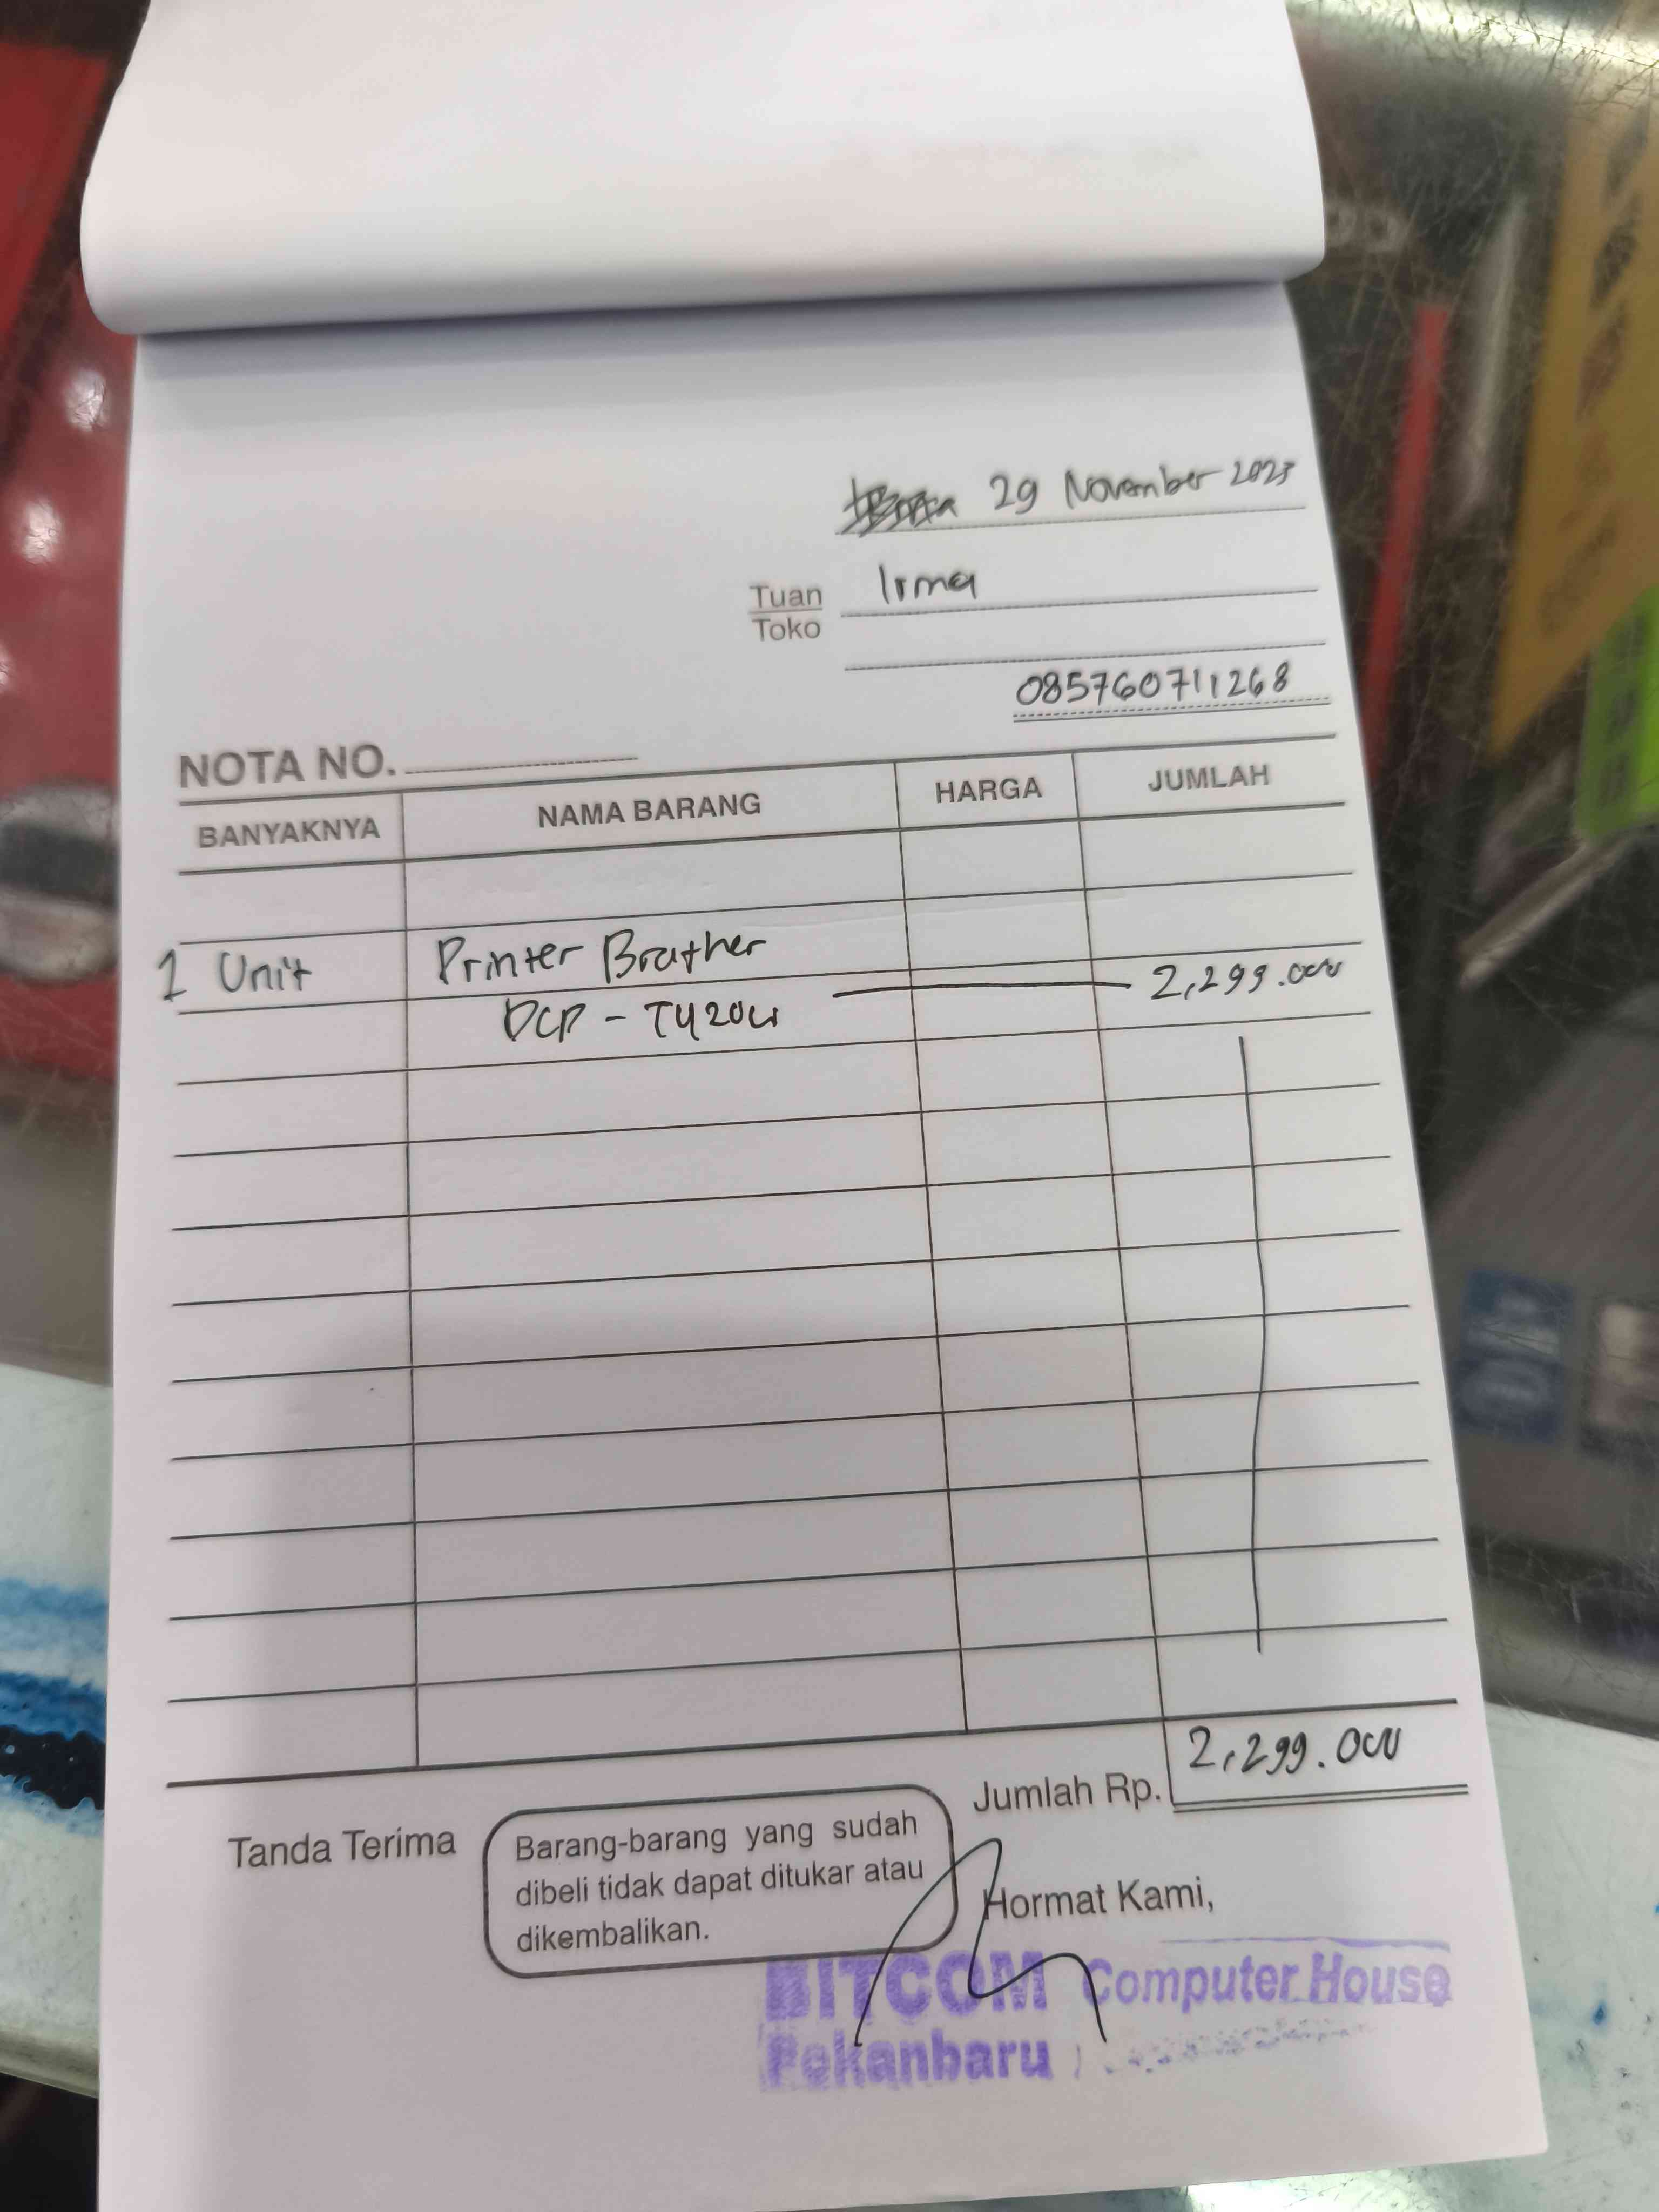 29 November 2023
Tuan Irma
Toko
085760711268
NOTA NO.
BANYAKNYA NAMA BARANG HARGA JUMLAH
1 Unit Printer Brother
DCP - T420W 2,299.000
Jumlah Rp. 2,299.000
Tanda Terima
Barang-barang yang sudah
dibeli tidak dapat ditukar atau
dikembalikan.
Hormat Kami,
BITCOM Computer House
Pekanbaru